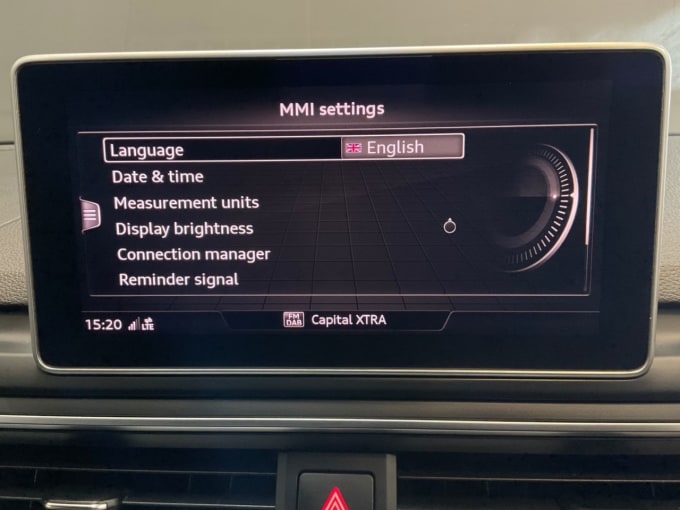 MMI settings
Language English
Date & time
Measurement units
Display brightness
Connection manager
Reminder signal
15:20 LTE FM DAB Capital XTRA